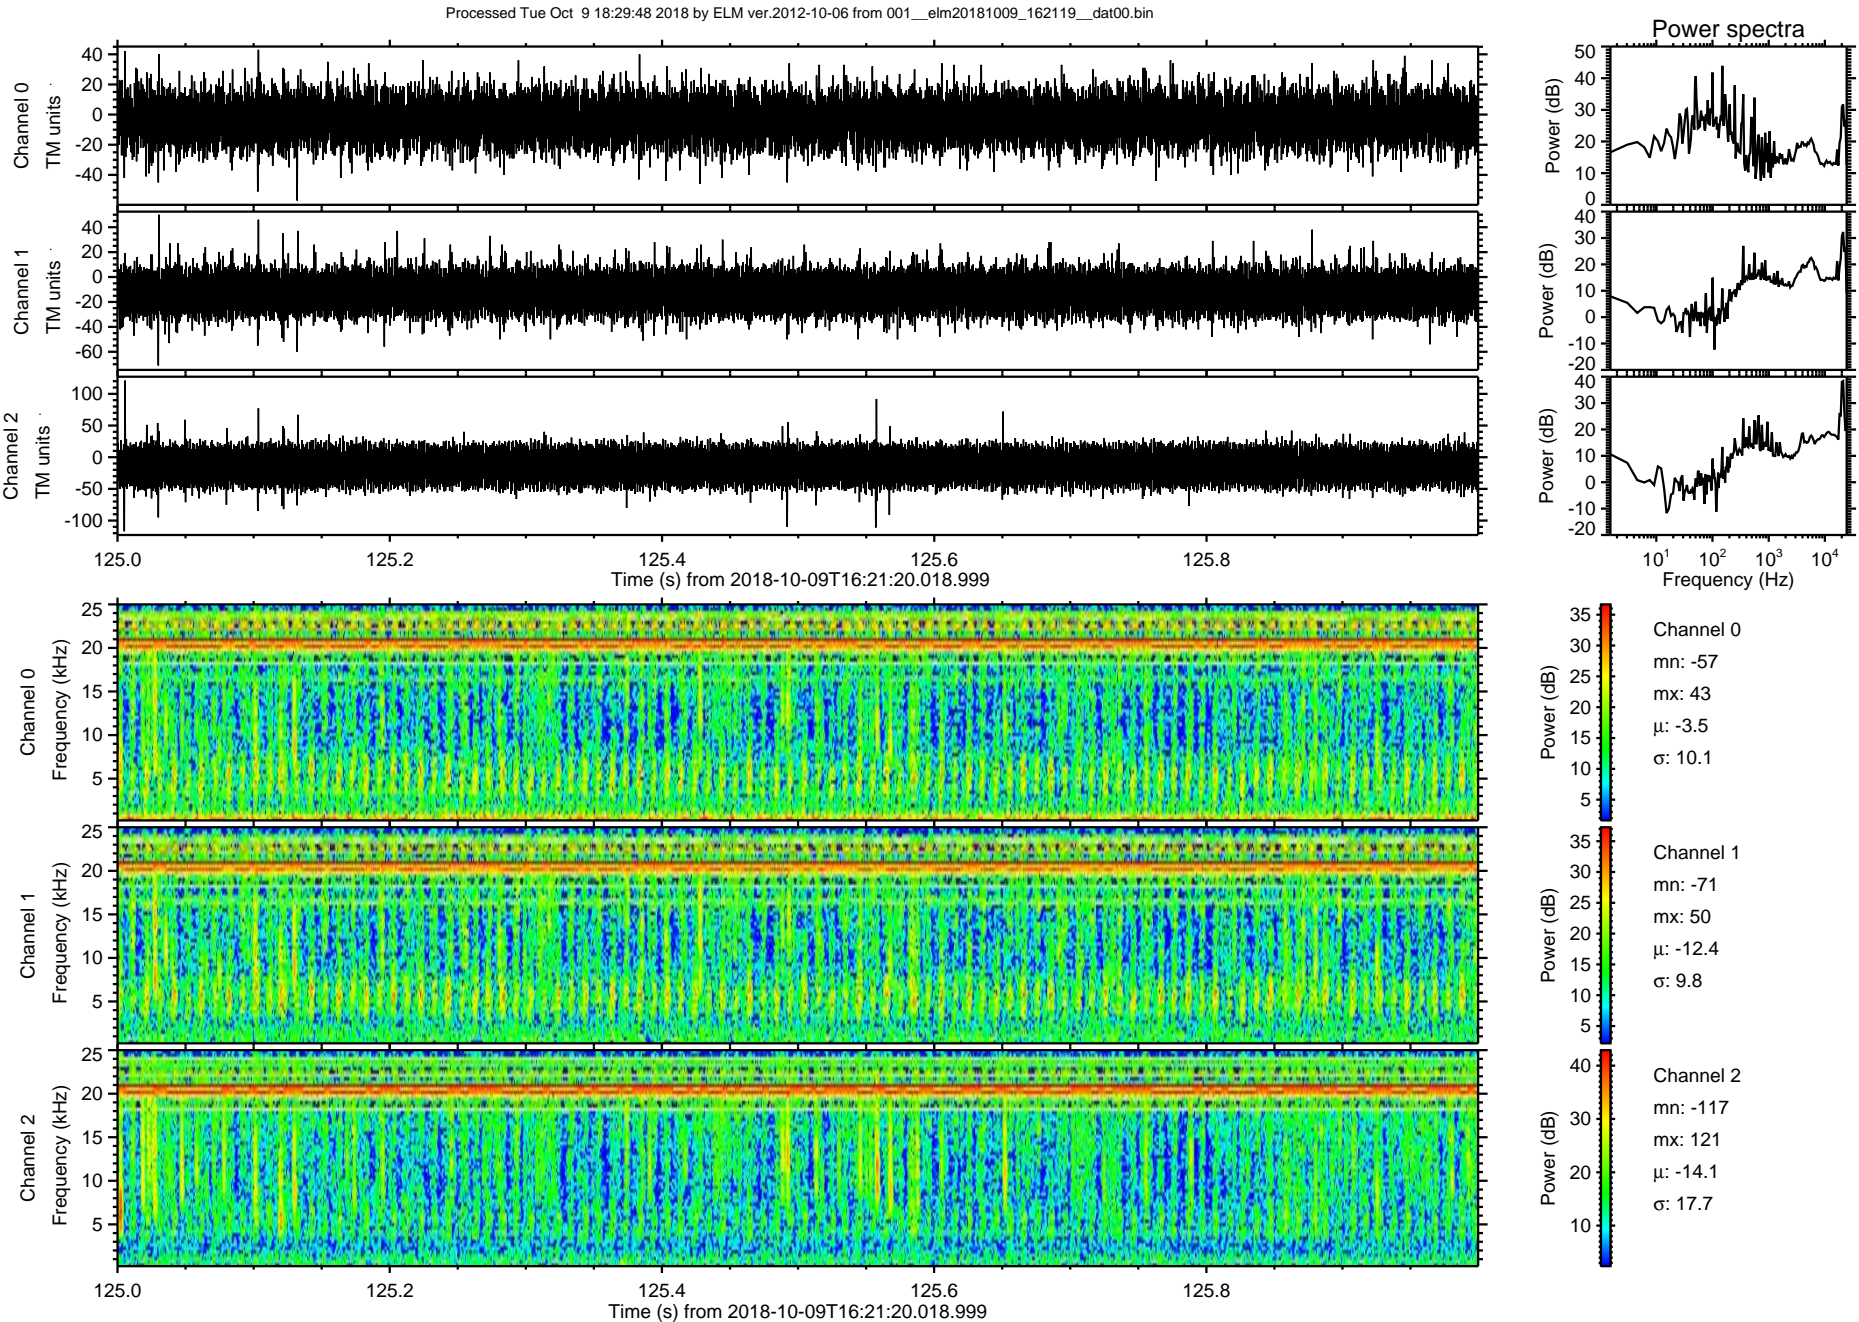 Processed Tue Oct  9 18:29:48 2018 by ELM ver.2012-10-06 from 001__elm20181009_162119__dat00.bin
Power spectra
Channel 0
TM units
40
20
0
-20
-40
Power (dB)
50
40
30
20
10
0
Channel 1
TM units
40
20
0
-20
-40
-60
Power (dB)
40
30
20
10
0
-10
-20
Channel 2
TM units
100
50
0
-50
-100
Power (dB)
40
30
20
10
0
-10
-20
125.0 125.2 125.4 125.6 125.8
Time (s) from 2018-10-09T16:21:20.018.999
10¹ 10² 10³ 10⁴
Frequency (Hz)
Channel 0
Frequency (kHz)
25
20
15
10
5
Power (dB)
35
30
25
20
15
10
5
Channel 0
mn: -57
mx: 43
μ: -3.5
σ: 10.1
Channel 1
Frequency (kHz)
25
20
15
10
5
Power (dB)
35
30
25
20
15
10
5
Channel 1
mn: -71
mx: 50
μ: -12.4
σ: 9.8
Channel 2
Frequency (kHz)
25
20
15
10
5
Power (dB)
40
30
20
10
Channel 2
mn: -117
mx: 121
μ: -14.1
σ: 17.7
125.0 125.2 125.4 125.6 125.8
Time (s) from 2018-10-09T16:21:20.018.999